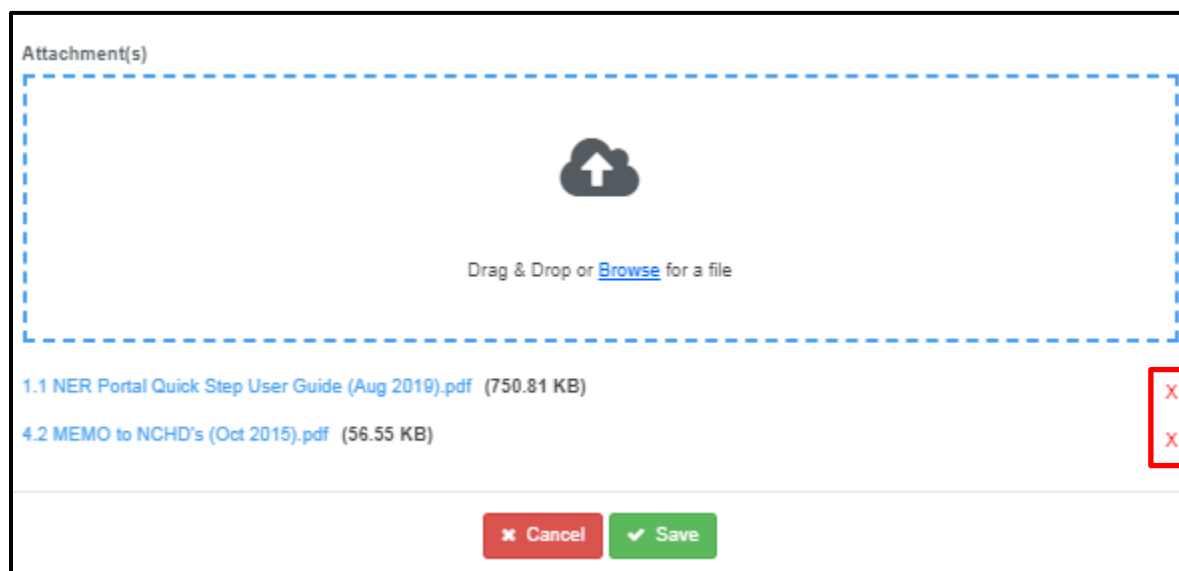 Attachment(s)
Drag & Drop or Browse for a file
1.1 NER Portal Quick Step User Guide (Aug 2019).pdf (750.81 KB) X
4.2 MEMO to NCHD's (Oct 2015).pdf (56.55 KB) X
Cancel Save